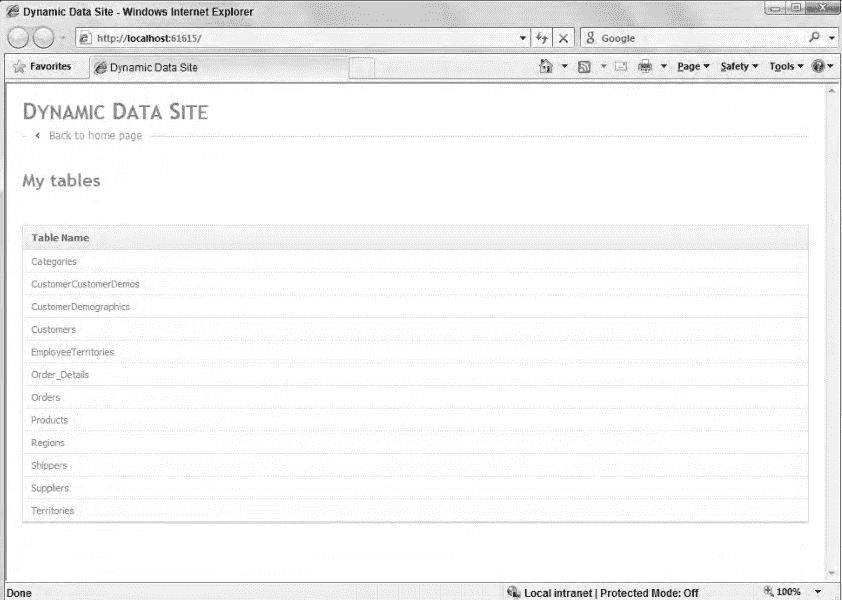 Dynamic Data Site - Windows Internet Explorer
http://localhost:61615/
Google
Favorites
Dynamic Data Site
Page
Safety
Tools
DYNAMIC DATA SITE
< Back to home page
My tables
Table Name
Categories
CustomerCustomerDemos
CustomerDemographics
Customers
EmployeeTerritories
Order_Details
Orders
Products
Regions
Shippers
Suppliers
Territories
Done
Local intranet | Protected Mode: Off
100%